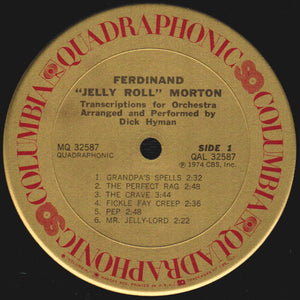 COLUMBIA QUADRAPHONIC SQ COLUMBIA
FERDINAND
"JELLY ROLL" MORTON
Transcriptions for Orchestra
Arranged and Performed by
Dick Hyman
MQ 32587
QUADRAPHONIC
SIDE 1
QAL 32587
℗ 1974 CBS, Inc.
1. GRANDPA'S SPELLS 2:32
2. THE PERFECT RAG 2:48
3. THE CRAVE 3:44
4. FICKLE FAY CREEP 2:36
5. PEP 2:48
6. MR. JELLY-LORD 2:22
SQ QUADRAPHONIC